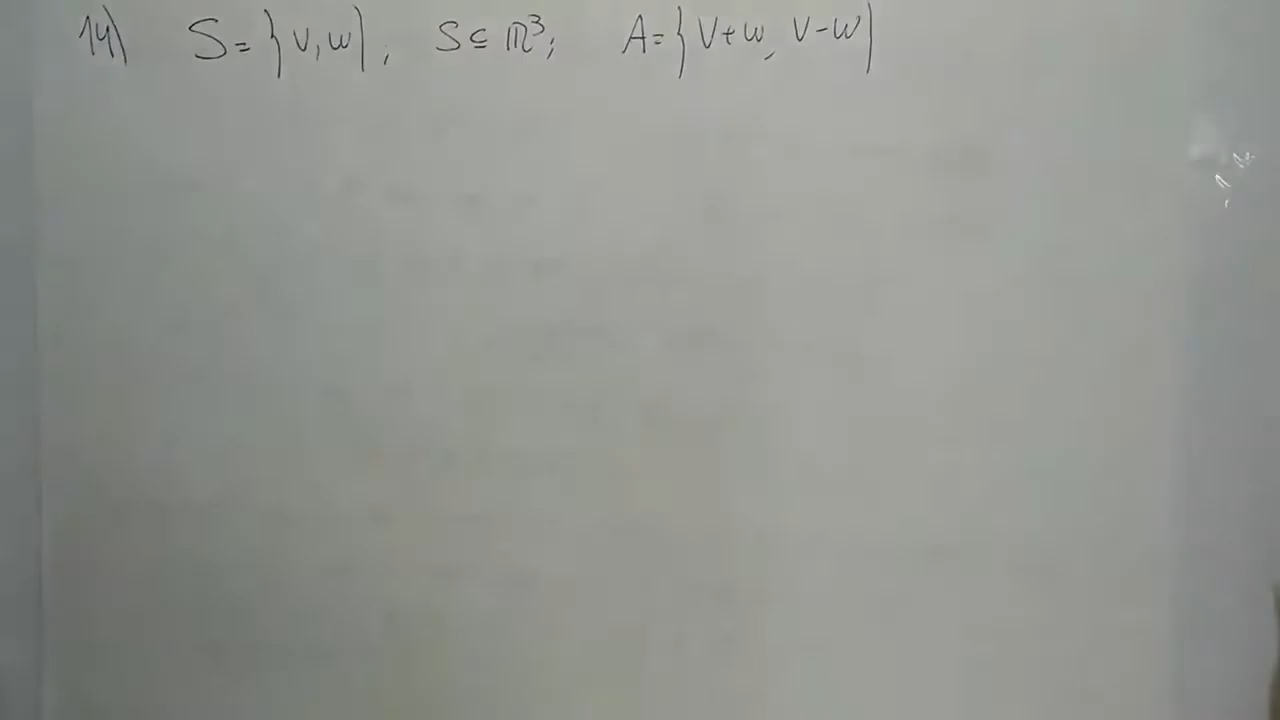 14) S = {v, w}; S ⊆ ℝ³; A = {v+w, v-w}